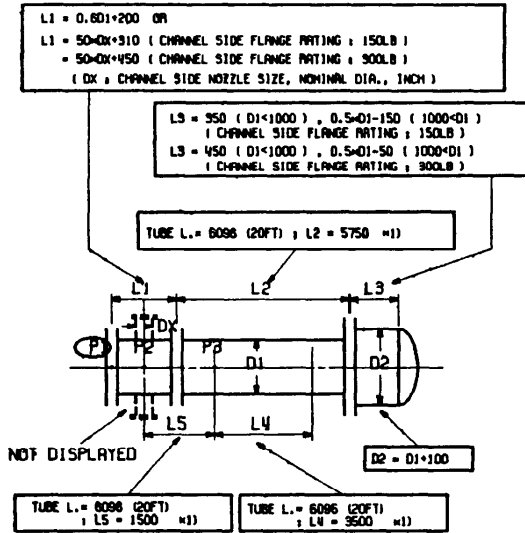 L1 = 0.6D1+200 OR
L1 = 50*DX+310 ( CHANNEL SIDE FLANGE RATING ; 150LB )
= 50*DX+450 ( CHANNEL SIDE FLANGE RATING ; 300LB )
( DX ; CHANNEL SIDE NOZZLE SIZE, NOMINAL DIA., INCH )
L3 = 350 ( D1<1000 ) , 0.5*D1-150 ( 1000<D1 )
( CHANNEL SIDE FLANGE RATING ; 150LB )
L3 = 450 ( D1<1000 ) , 0.5*D1-50 ( 1000<D1 )
( CHANNEL SIDE FLANGE RATING ; 300LB )
TUBE L.= 6096 (20FT) ; L2 = 5750 *1)
L1
L2
L3
DX
P2
P3
D1
D2
L5
L4
NOT DISPLAYED
D2 = D1+100
TUBE L.= 6096 (20FT)
; L5 = 1500 *1)
TUBE L.= 6096 (20FT)
; L4 = 3500 *1)